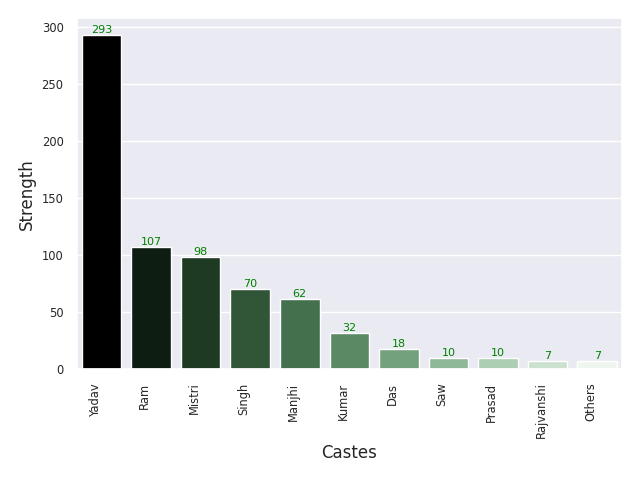 300
250
200
150
100
50
0
Strength
293
107
98
70
62
32
18
10
10
7
7
Yadav
Ram
Mistri
Singh
Manjhi
Kumar
Das
Saw
Prasad
Rajvanshi
Others
Castes